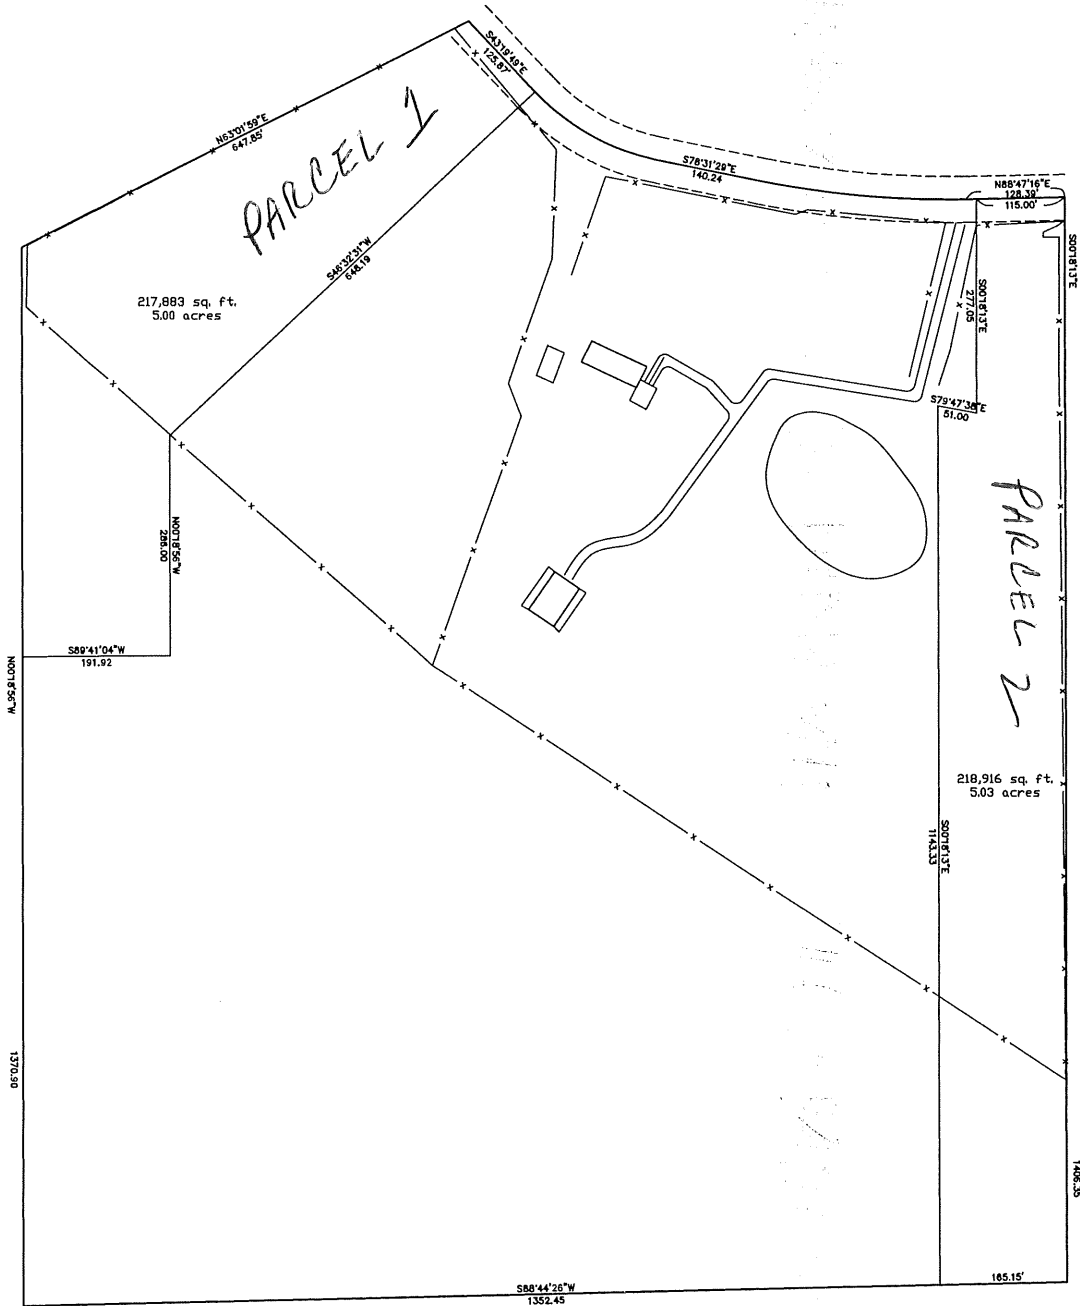 S43°19'49"E
125.87'
N63°01'59"E
647.85'
PARCEL 1
S78°31'29"E
140.24
N88°47'16"E
128.39'
115.00'
S00°18'13"E
S46°32'31"W
648.19
217,883 sq. ft.
5.00 acres
S00°18'13"E
277.05
S79°47'38"E
51.00
N00°18'56"W
286.00
PARCEL 2
S89°41'04"W
191.92
N00°18'56"W
218,916 sq. ft.
5.03 acres
S00°18'13"E
1143.33
1370.90
1406.35
165.15'
S88°44'26"W
1352.45